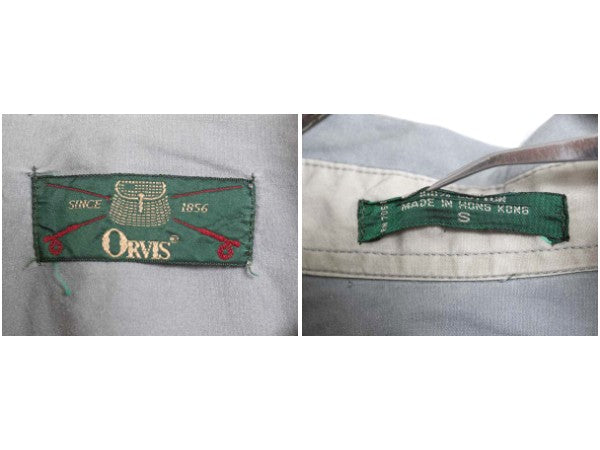 SINCE 1856
ORVIS®
MADE IN HONG KONG
S